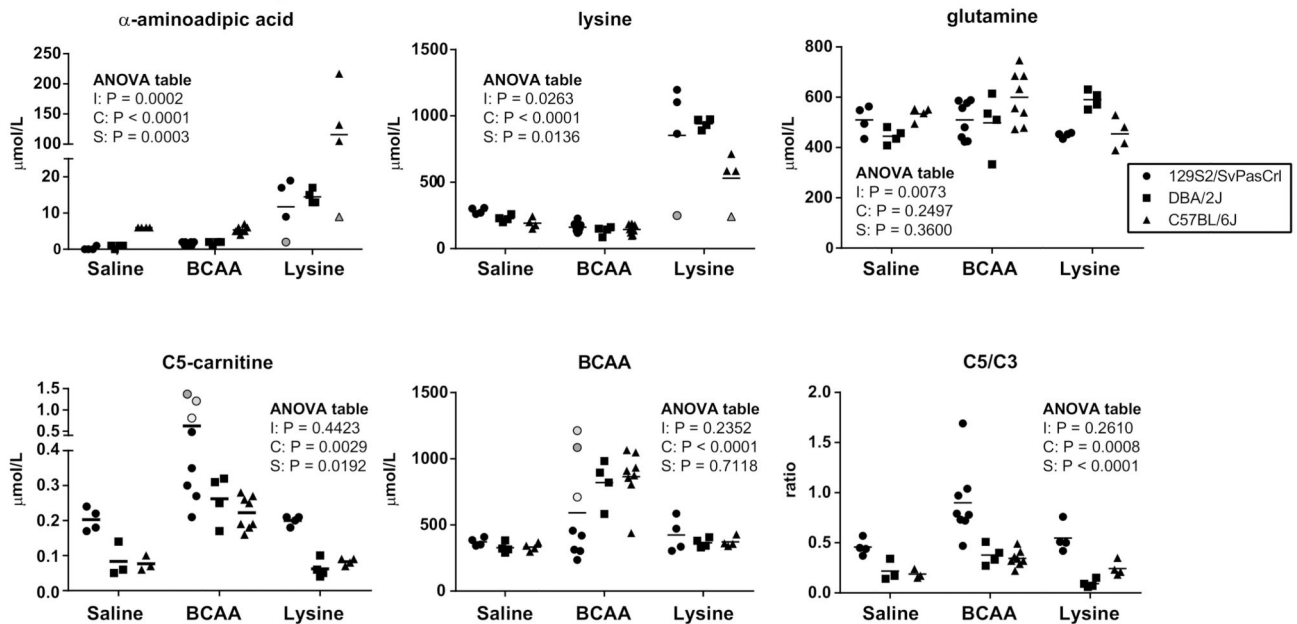 α-aminoadipic acid
μmol/L
250
200
150
100
20
10
0
ANOVA table
I: P = 0.0002
C: P < 0.0001
S: P = 0.0003
Saline BCAA Lysine
lysine
μmol/L
1500
1000
500
0
ANOVA table
I: P = 0.0263
C: P < 0.0001
S: P = 0.0136
Saline BCAA Lysine
glutamine
μmol/L
800
600
400
200
0
ANOVA table
I: P = 0.0073
C: P = 0.2497
S: P = 0.3600
Saline BCAA Lysine
129S2/SvPasCrl
DBA/2J
C57BL/6J
C5-carnitine
μmol/L
1.5
1.0
0.5
0.4
0.3
0.2
0.1
0.0
ANOVA table
I: P = 0.4423
C: P = 0.0029
S: P = 0.0192
Saline BCAA Lysine
BCAA
μmol/L
1500
1000
500
0
ANOVA table
I: P = 0.2352
C: P < 0.0001
S: P = 0.7118
Saline BCAA Lysine
C5/C3
ratio
2.0
1.5
1.0
0.5
0.0
ANOVA table
I: P = 0.2610
C: P = 0.0008
S: P < 0.0001
Saline BCAA Lysine